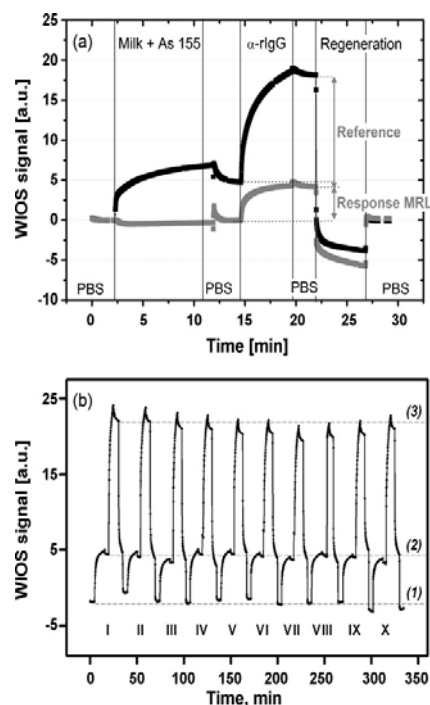 (a)
Milk + As 155
α-rIgG
Regeneration
Reference
Response MRL
PBS
PBS
PBS
PBS
WIOS signal [a.u.]
25
20
15
10
5
0
-5
-10
0
5
10
15
20
25
30
Time [min]
(b)
(3)
(2)
(1)
WIOS signal [a.u.]
25
15
5
-5
I
II
III
IV
V
VI
VII
VIII
IX
X
0
50
100
150
200
250
300
350
Time, min